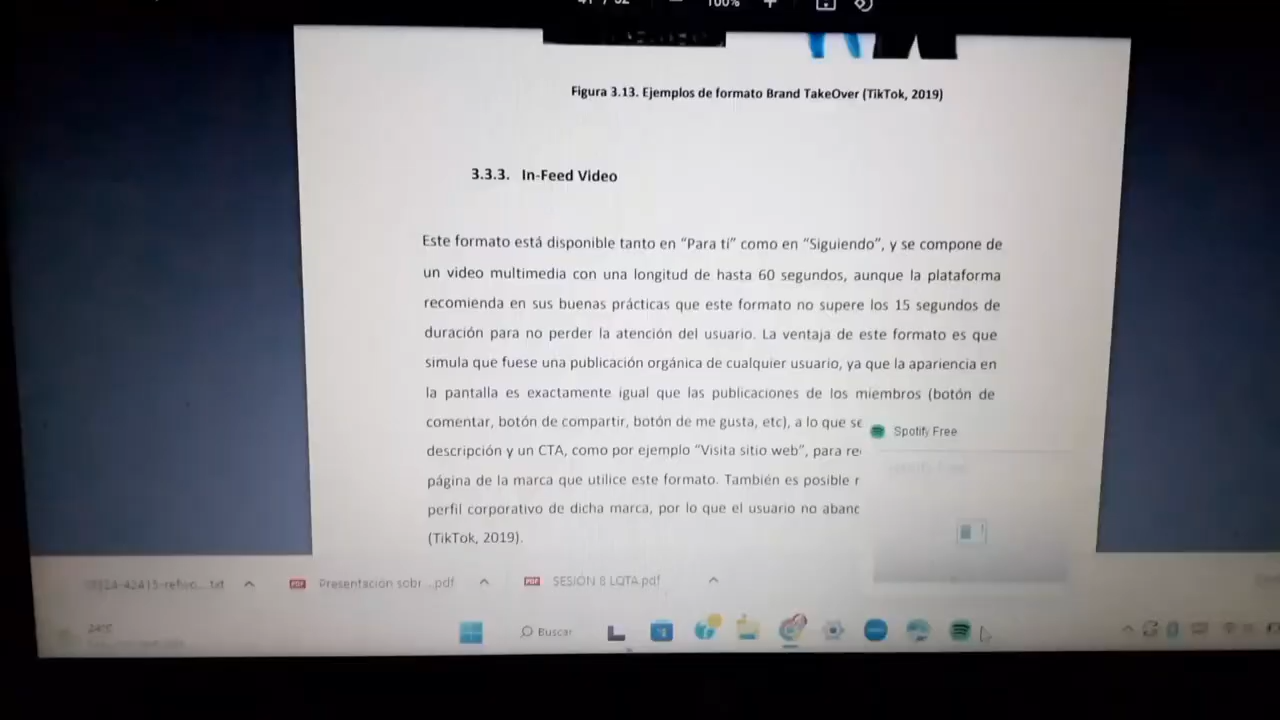 100%
Figura 3.13. Ejemplos de formato Brand TakeOver (TikTok, 2019)
3.3.3. In-Feed Video
Este formato está disponible tanto en “Para ti” como en “Siguiendo”, y se compone de
un video multimedia con una longitud de hasta 60 segundos, aunque la plataforma
recomienda en sus buenas prácticas que este formato no supere los 15 segundos de
duración para no perder la atención del usuario. La ventaja de este formato es que
simula que fuese una publicación orgánica de cualquier usuario, ya que la apariencia en
la pantalla es exactamente igual que las publicaciones de los miembros (botón de
comentar, botón de compartir, botón de me gusta, etc), a lo que se
descripción y un CTA, como por ejemplo “Visita sitio web”, para re
página de la marca que utilice este formato. También es posible r
perfil corporativo de dicha marca, por lo que el usuario no abanc
(TikTok, 2019).
Spotify Free
Presentación sobr...pdf
SESIÓN 8 LQTA.pdf
24°C
Buscar